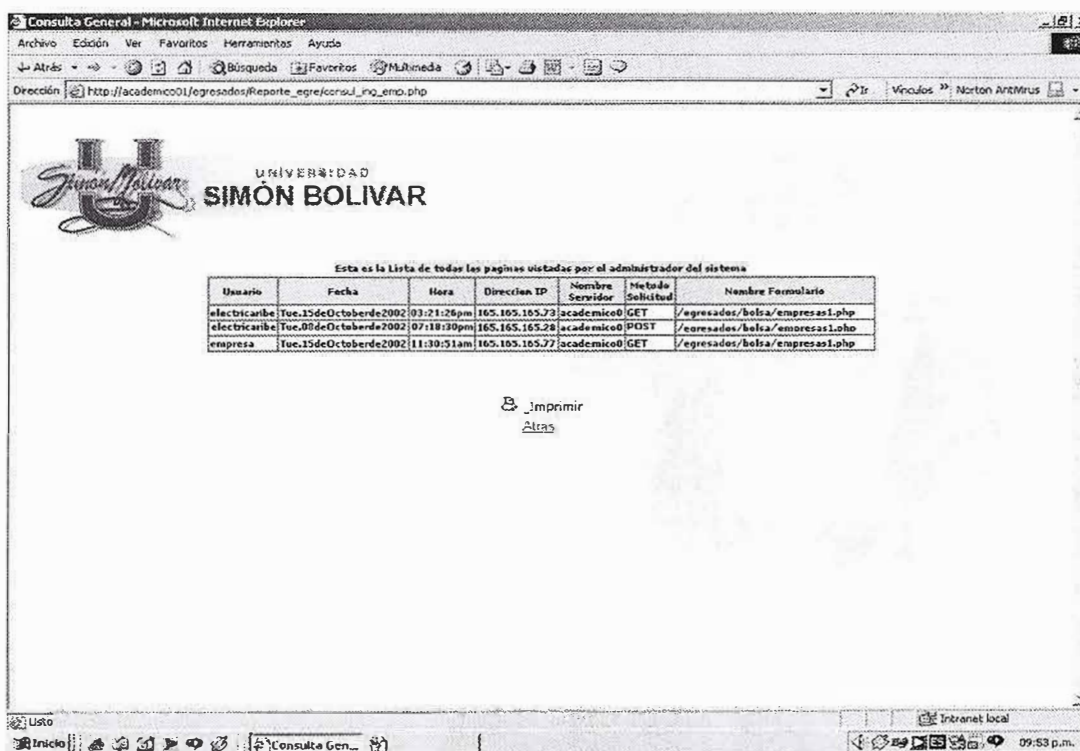 Consulta General - Microsoft Internet Explorer
Archivo Edición Ver Favoritos Herramientas Ayuda
Atrás Búsqueda Favoritos Multimedia
Dirección http://academico01/egresados/Reporte_egre/consul_ing_emp.php Ir Vínculos » Norton AntiVirus
Simón Bolívar
UNIVERSIDAD
SIMÓN BOLIVAR
Esta es la Lista de todas las paginas vistadas por el administrador del sistema
Usuario Fecha Hora Direccion IP Nombre Servidor Metodo Solicitud Nombre Formulario
electricaribe Tue.15deOctoberde2002 03:21:26pm 165.165.165.73 academico0 GET /egresados/bolsa/empresas1.php
electricaribe Tue.08deOctoberde2002 07:18:30pm 165.165.165.28 academico0 POST /egresados/bolsa/empresas1.php
empresa Tue.15deOctoberde2002 11:30:51am 165.165.165.77 academico0 GET /egresados/bolsa/empresas1.php
Imprimir
Atras
Listo Intranet local
Inicio Consulta Gen... 09:53 p.m.